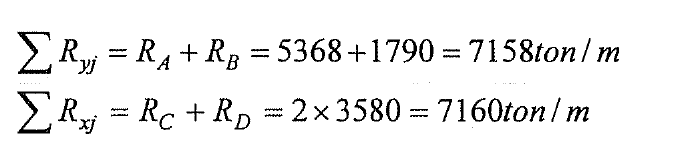 ∑ R_yj = R_A + R_B = 5368+1790 = 7158ton/m
∑ R_xj = R_C + R_D = 2×3580 = 7160ton/m